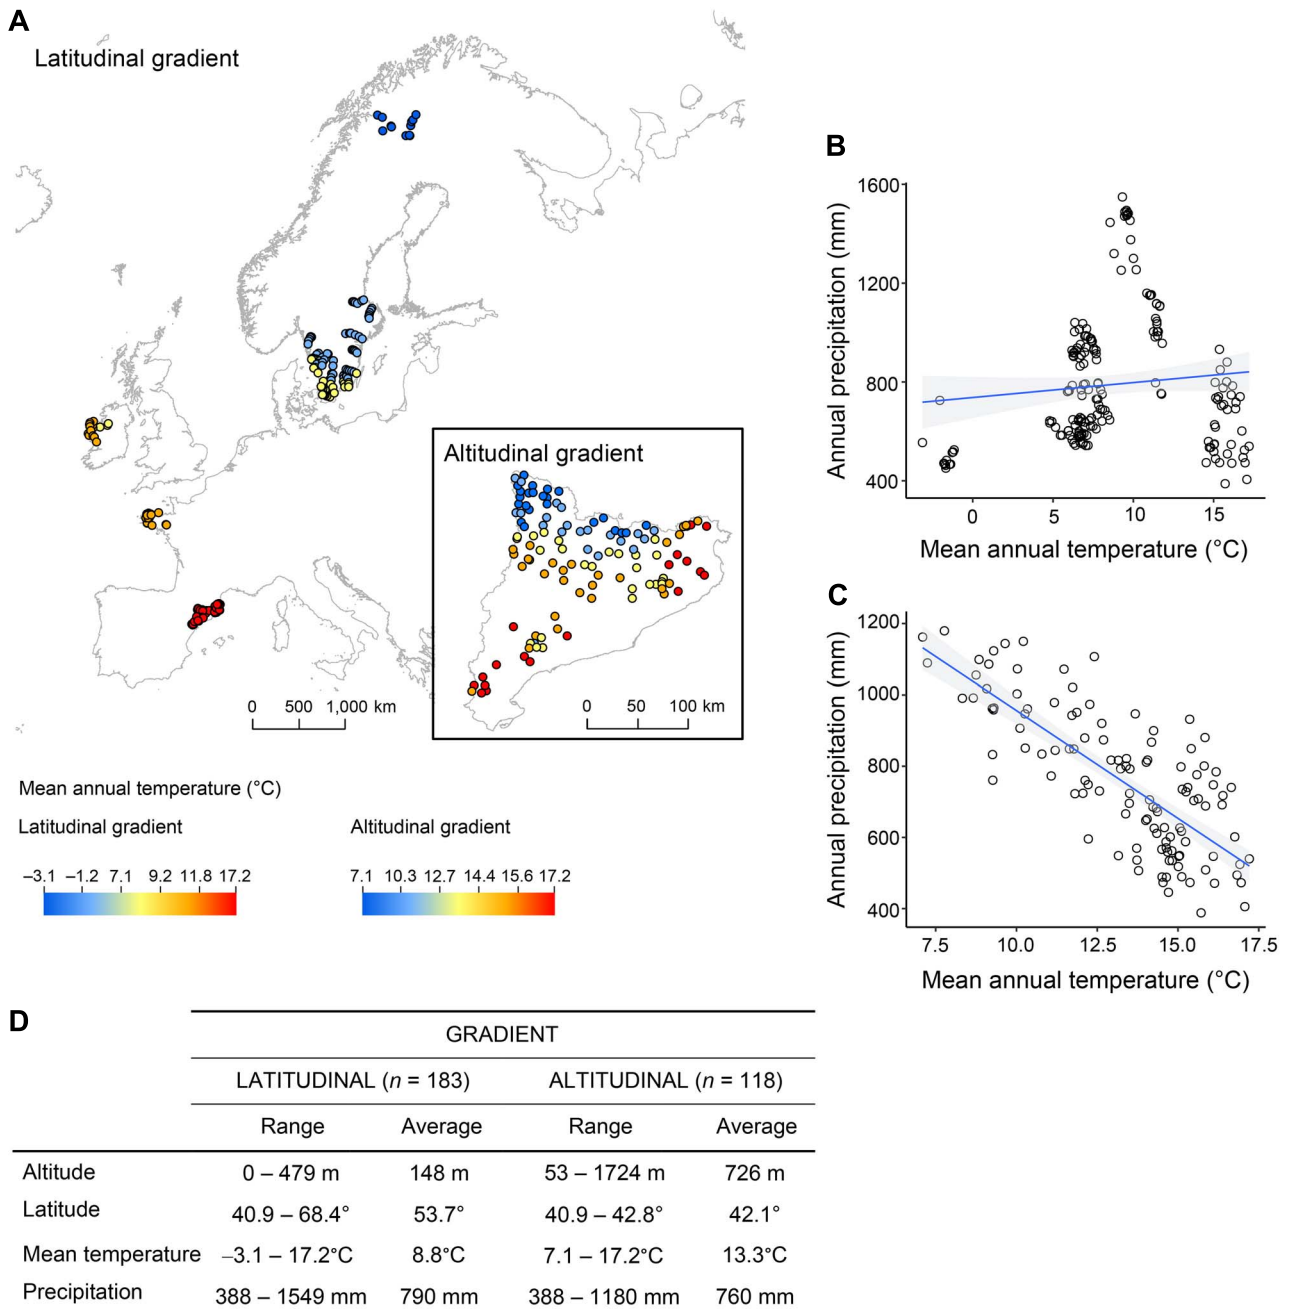 A
Latitudinal gradient
Altitudinal gradient
0 500 1,000 km
0 50 100 km
Mean annual temperature (°C)
Latitudinal gradient
–3.1 –1.2 7.1 9.2 11.8 17.2
Altitudinal gradient
7.1 10.3 12.7 14.4 15.6 17.2
B
Annual precipitation (mm)
1600
1200
800
400
0 5 10 15
Mean annual temperature (°C)
C
Annual precipitation (mm)
1200
1000
800
600
400
7.5 10.0 12.5 15.0 17.5
Mean annual temperature (°C)
D
GRADIENT
LATITUDINAL (n = 183) ALTITUDINAL (n = 118)
Range Average Range Average
Altitude 0 – 479 m 148 m 53 – 1724 m 726 m
Latitude 40.9 – 68.4° 53.7° 40.9 – 42.8° 42.1°
Mean temperature –3.1 – 17.2°C 8.8°C 7.1 – 17.2°C 13.3°C
Precipitation 388 – 1549 mm 790 mm 388 – 1180 mm 760 mm